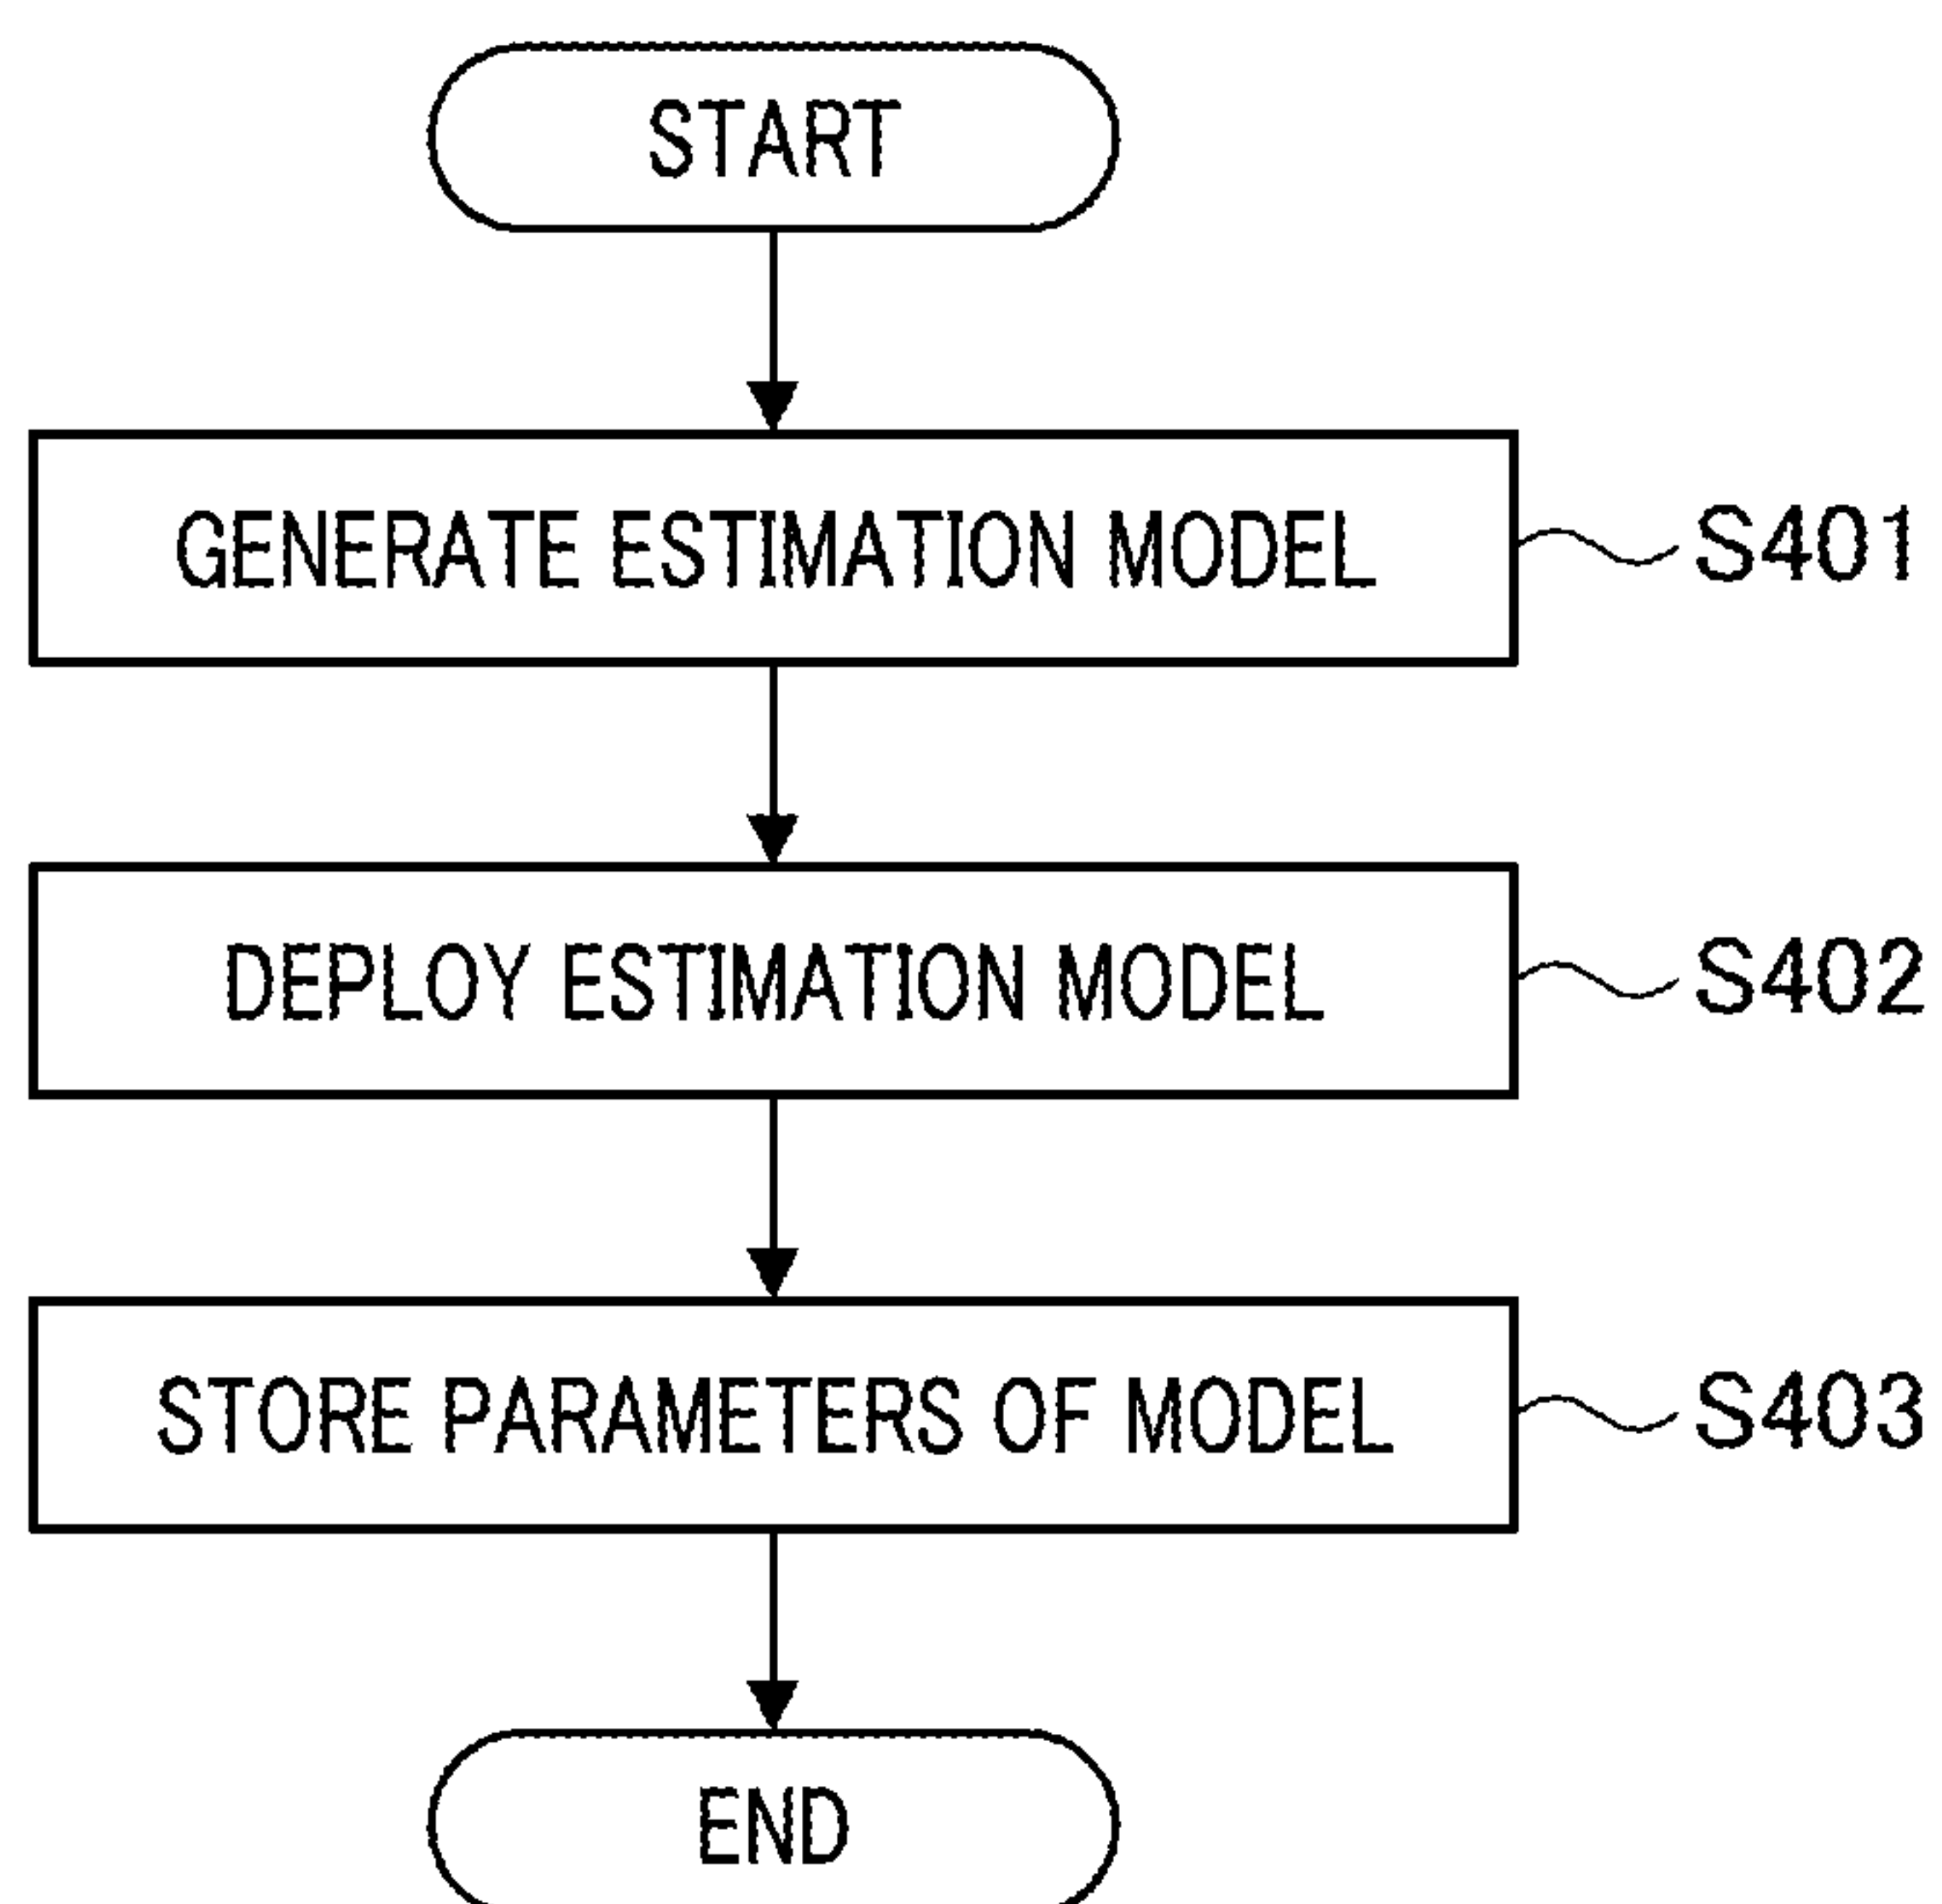 START
GENERATE ESTIMATION MODEL S401
DEPLOY ESTIMATION MODEL S402
STORE PARAMETERS OF MODEL S403
END